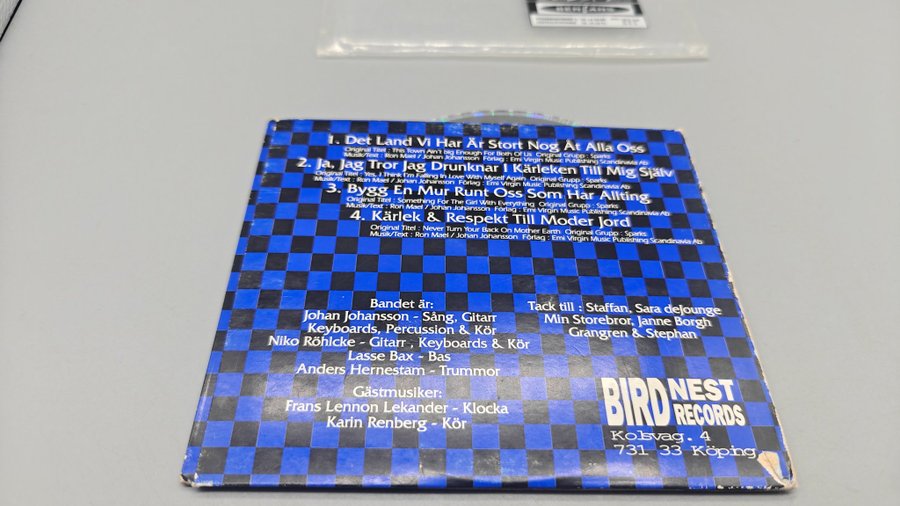 BENGANS
1. Det Land Vi Har Är Stort Nog Åt Alla Oss
Original Titel : This Town Ain't big Enough For Both Of Us Original Grupp : Sparks
Musik/Text : Ron Mael / Johan Johansson Förlag : Emi Virgin Music Publishing Scandinavia Ab
2. Ja, Jag Tror Jag Drunknar I Kärleken Till Mig Själv
Original Titel : Yes, I Think I'm Falling In Love With Myself Again Original Grupp : Sparks
Musik/Text : Ron Mael / Johan Johansson Förlag : Emi Virgin Music Publishing Scandinavia Ab
3. Bygg En Mur Runt Oss Som Har Allting
Original Titel : Something For The Girl With Everything Original Grupp : Sparks
Musik/Text : Ron Mael / Johan Johansson Förlag : Emi Virgin Music Publishing Scandinavia Ab
4. Kärlek & Respekt Till Moder Jord
Original Titel : Never Turn Your Back On Mother Earth Original Grupp : Sparks
Musik/Text : Ron Mael / Johan Johansson Förlag : Emi Virgin Music Publishing Scandinavia Ab
Bandet är:
Johan Johansson - Sång, Gitarr
Keyboards, Percussion & Kör
Niko Röhlcke - Gitarr , Keyboards & Kör
Lasse Bax - Bas
Anders Hernestam - Trummor
Gästmusiker:
Frans Lennon Lekander - Klocka
Karin Renberg - Kör
Tack till : Staffan, Sara deJounge
Min Storebror, Janne Borgh
Grangren & Stephan
BIRD NEST RECORDS
Kolsvag. 4
731 33 Köping